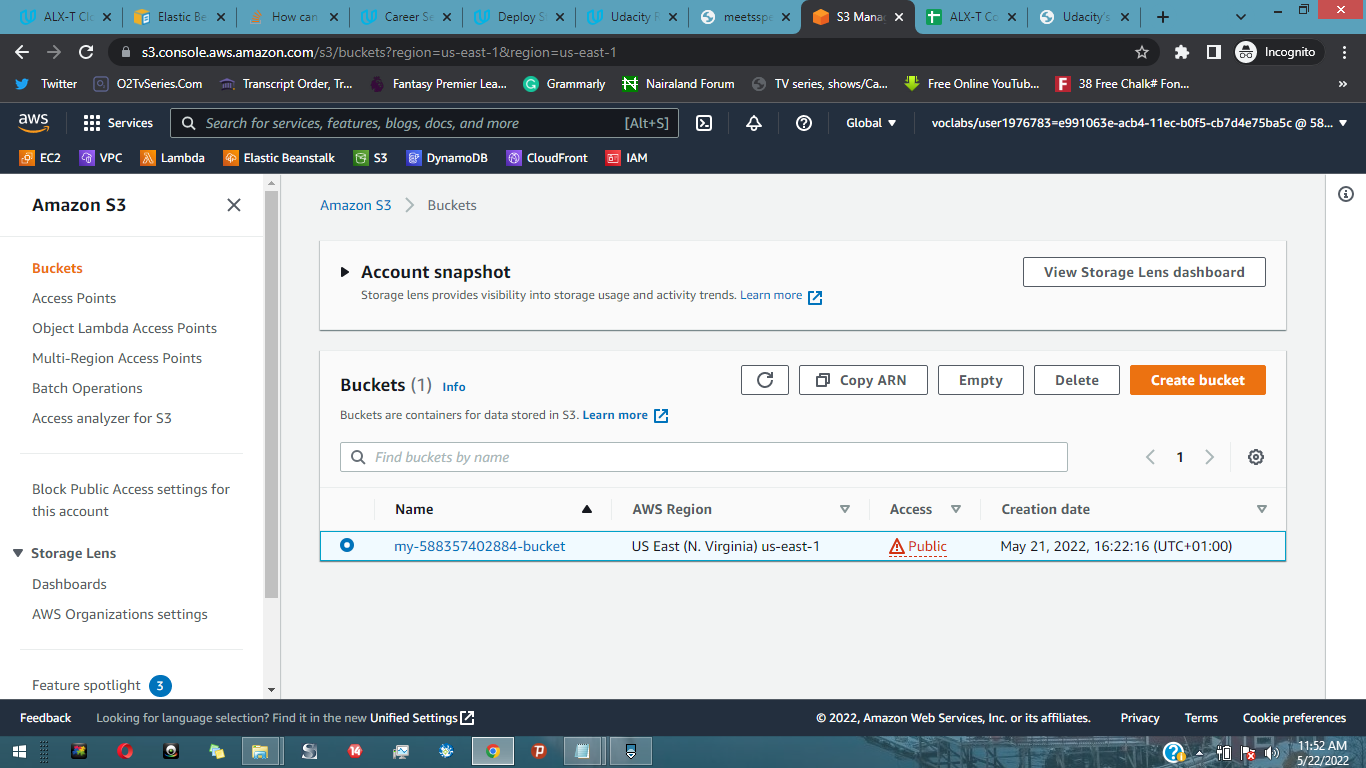 ALX-T Clo
Elastic Be
How can
Career Se
Deploy S
Udacity F
meetsspe
S3 Mana
ALX-T Co
Udacity's
s3.console.aws.amazon.com/s3/buckets?region=us-east-1&region=us-east-1
Incognito
Twitter
O2TvSeries.Com
Transcript Order, Tr...
Fantasy Premier Lea...
Grammarly
Nairaland Forum
TV series, shows/Ca...
Free Online YouTub...
38 Free Chalk# Fon...
»
aws
Services
Search for services, features, blogs, docs, and more [Alt+S]
Global
voclabs/user1976783=e991063e-acb4-11ec-b0f5-cb7d4e75ba5c @ 58...
EC2
VPC
Lambda
Elastic Beanstalk
S3
DynamoDB
CloudFront
IAM
Amazon S3
Buckets
Access Points
Object Lambda Access Points
Multi-Region Access Points
Batch Operations
Access analyzer for S3
Block Public Access settings for
this account
Storage Lens
Dashboards
AWS Organizations settings
Feature spotlight 3
Amazon S3 > Buckets
Account snapshot
View Storage Lens dashboard
Storage lens provides visibility into storage usage and activity trends. Learn more
Buckets (1) Info
Copy ARN
Empty
Delete
Create bucket
Buckets are containers for data stored in S3. Learn more
Find buckets by name
1
Name
AWS Region
Access
Creation date
my-588357402884-bucket
US East (N. Virginia) us-east-1
Public
May 21, 2022, 16:22:16 (UTC+01:00)
Feedback
Looking for language selection? Find it in the new Unified Settings
© 2022, Amazon Web Services, Inc. or its affiliates.
Privacy
Terms
Cookie preferences
14
11:52 AM
5/22/2022